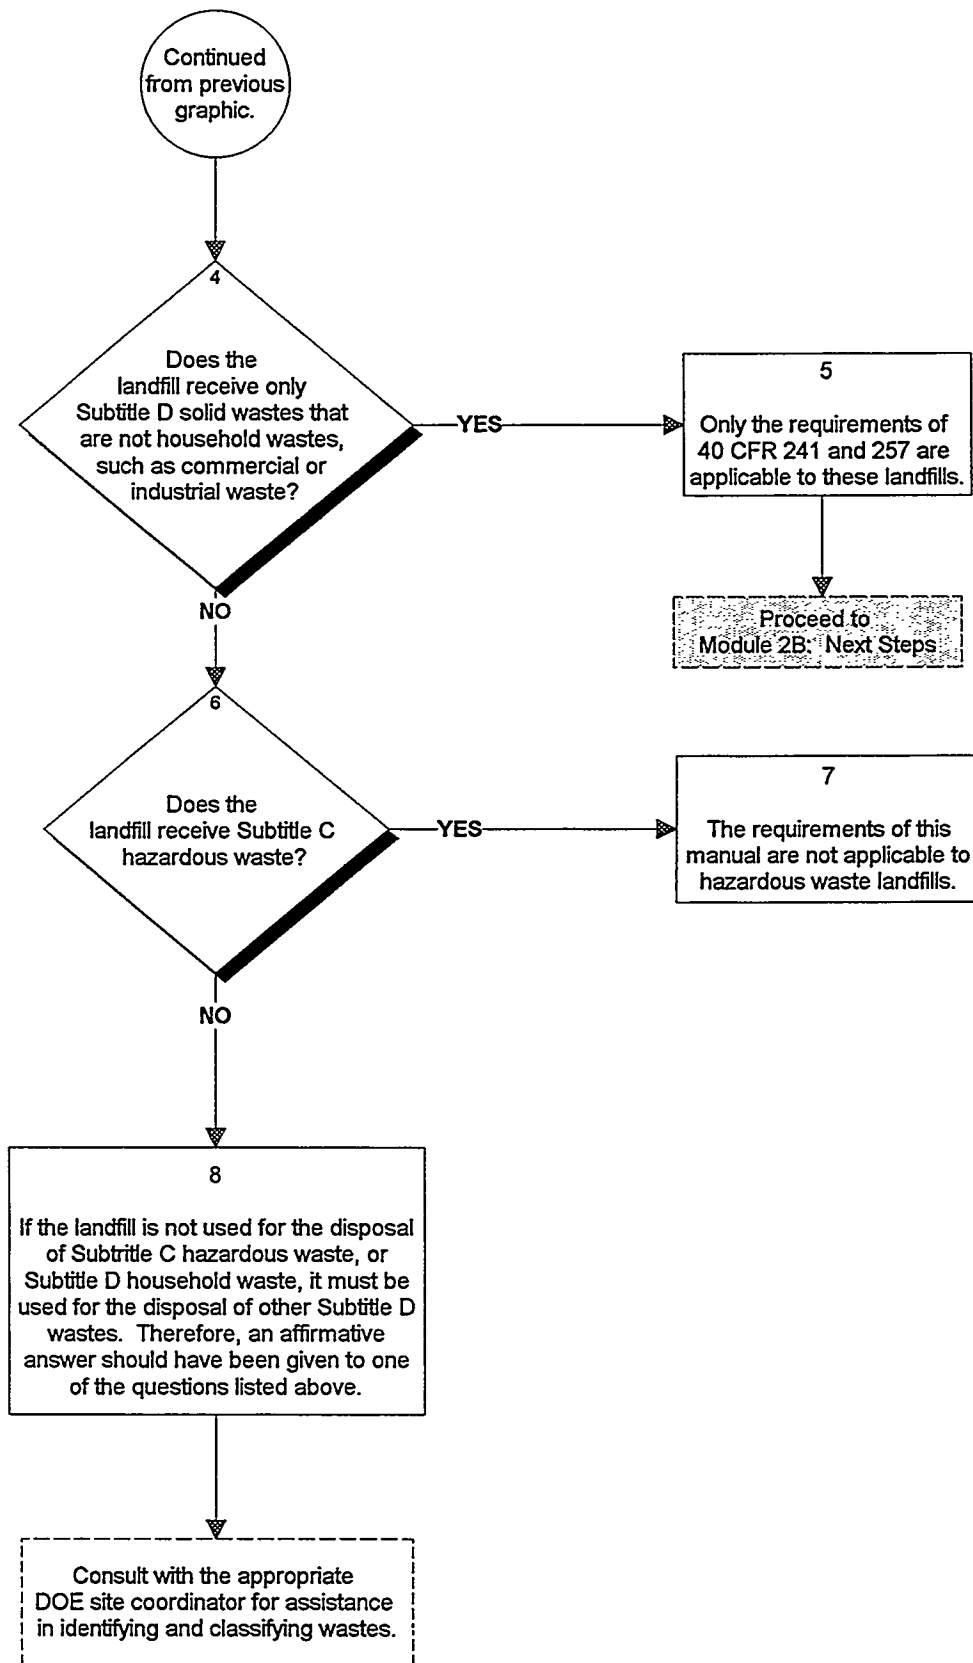 Continued
from previous
graphic.
4
Does the
landfill receive only
Subtitle D solid wastes that
are not household wastes,
such as commercial or
industrial waste?
YES
5
Only the requirements of
40 CFR 241 and 257 are
applicable to these landfills.
NO
Proceed to
Module 2B: Next Steps
6
Does the
landfill receive Subtitle C
hazardous waste?
YES
7
The requirements of this
manual are not applicable to
hazardous waste landfills.
NO
8
If the landfill is not used for the disposal
of Subtritle C hazardous waste, or
Subtitle D household waste, it must be
used for the disposal of other Subtitle D
wastes. Therefore, an affirmative
answer should have been given to one
of the questions listed above.
Consult with the appropriate
DOE site coordinator for assistance
in identifying and classifying wastes.